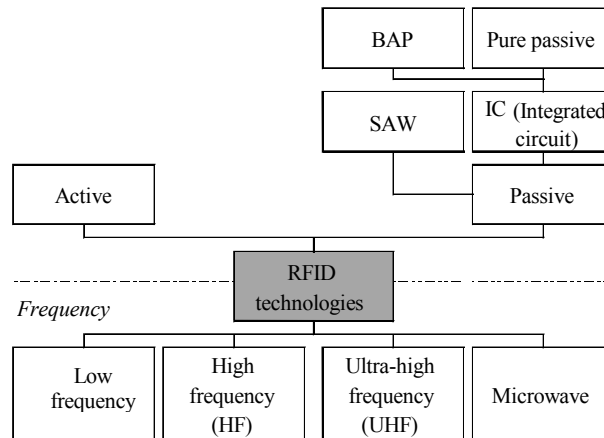 BAP
Pure passive
SAW
IC (Integrated
circuit)
Active
Passive
RFID
technologies
Frequency
Low
frequency
High
frequency
(HF)
Ultra-high
frequency
(UHF)
Microwave